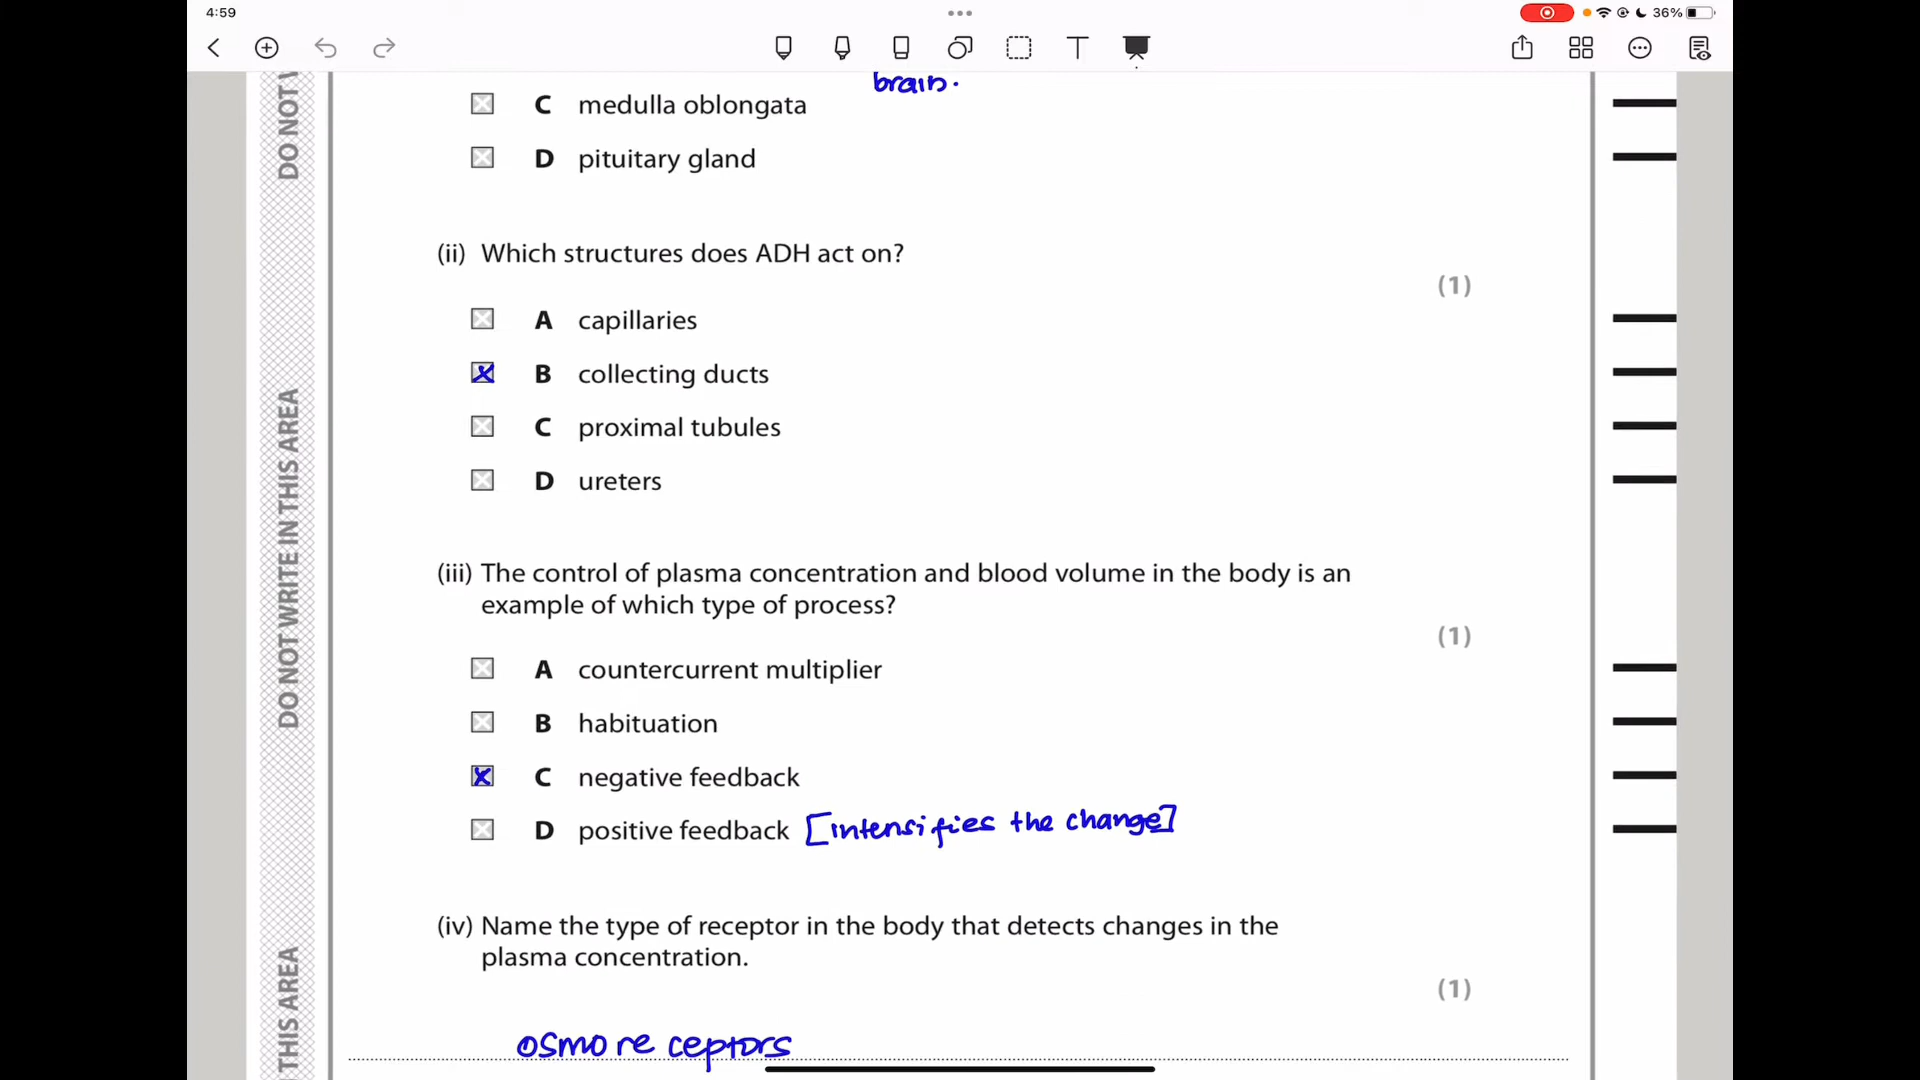 4:59
36%
brain.
C medulla oblongata
D pituitary gland
(ii) Which structures does ADH act on?
(1)
A capillaries
B collecting ducts
C proximal tubules
D ureters
(iii) The control of plasma concentration and blood volume in the body is an
example of which type of process?
(1)
A countercurrent multiplier
B habituation
C negative feedback
D positive feedback [intensifies the change]
(iv) Name the type of receptor in the body that detects changes in the
plasma concentration.
(1)
osmoreceptors
DO NOT
DO NOT WRITE IN THIS AREA
THIS AREA